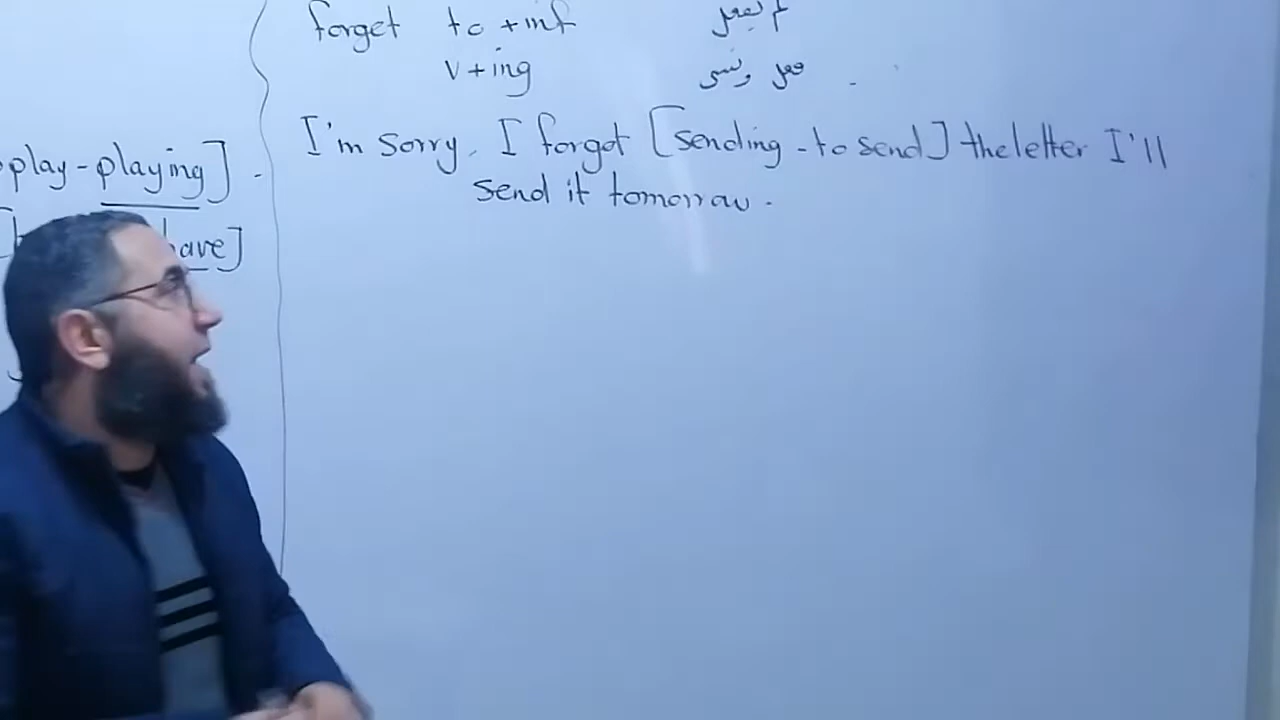 forget to + inf لم يفعل
v + ing فعل ونسى
I'm sorry. I forgot [sending - to send] the letter I'll
send it tomorrow.
play - playing] .
have]